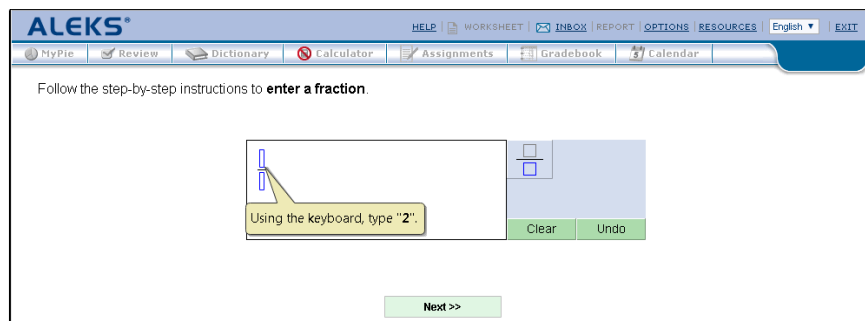 ALEKS®
HELP | WORKSHEET | INBOX | REPORT | OPTIONS | RESOURCES | English ▼ | EXIT
MyPie Review Dictionary Calculator Assignments Gradebook 5 Calendar
Follow the step-by-step instructions to enter a fraction.
Using the keyboard, type "2".
Clear Undo
Next >>